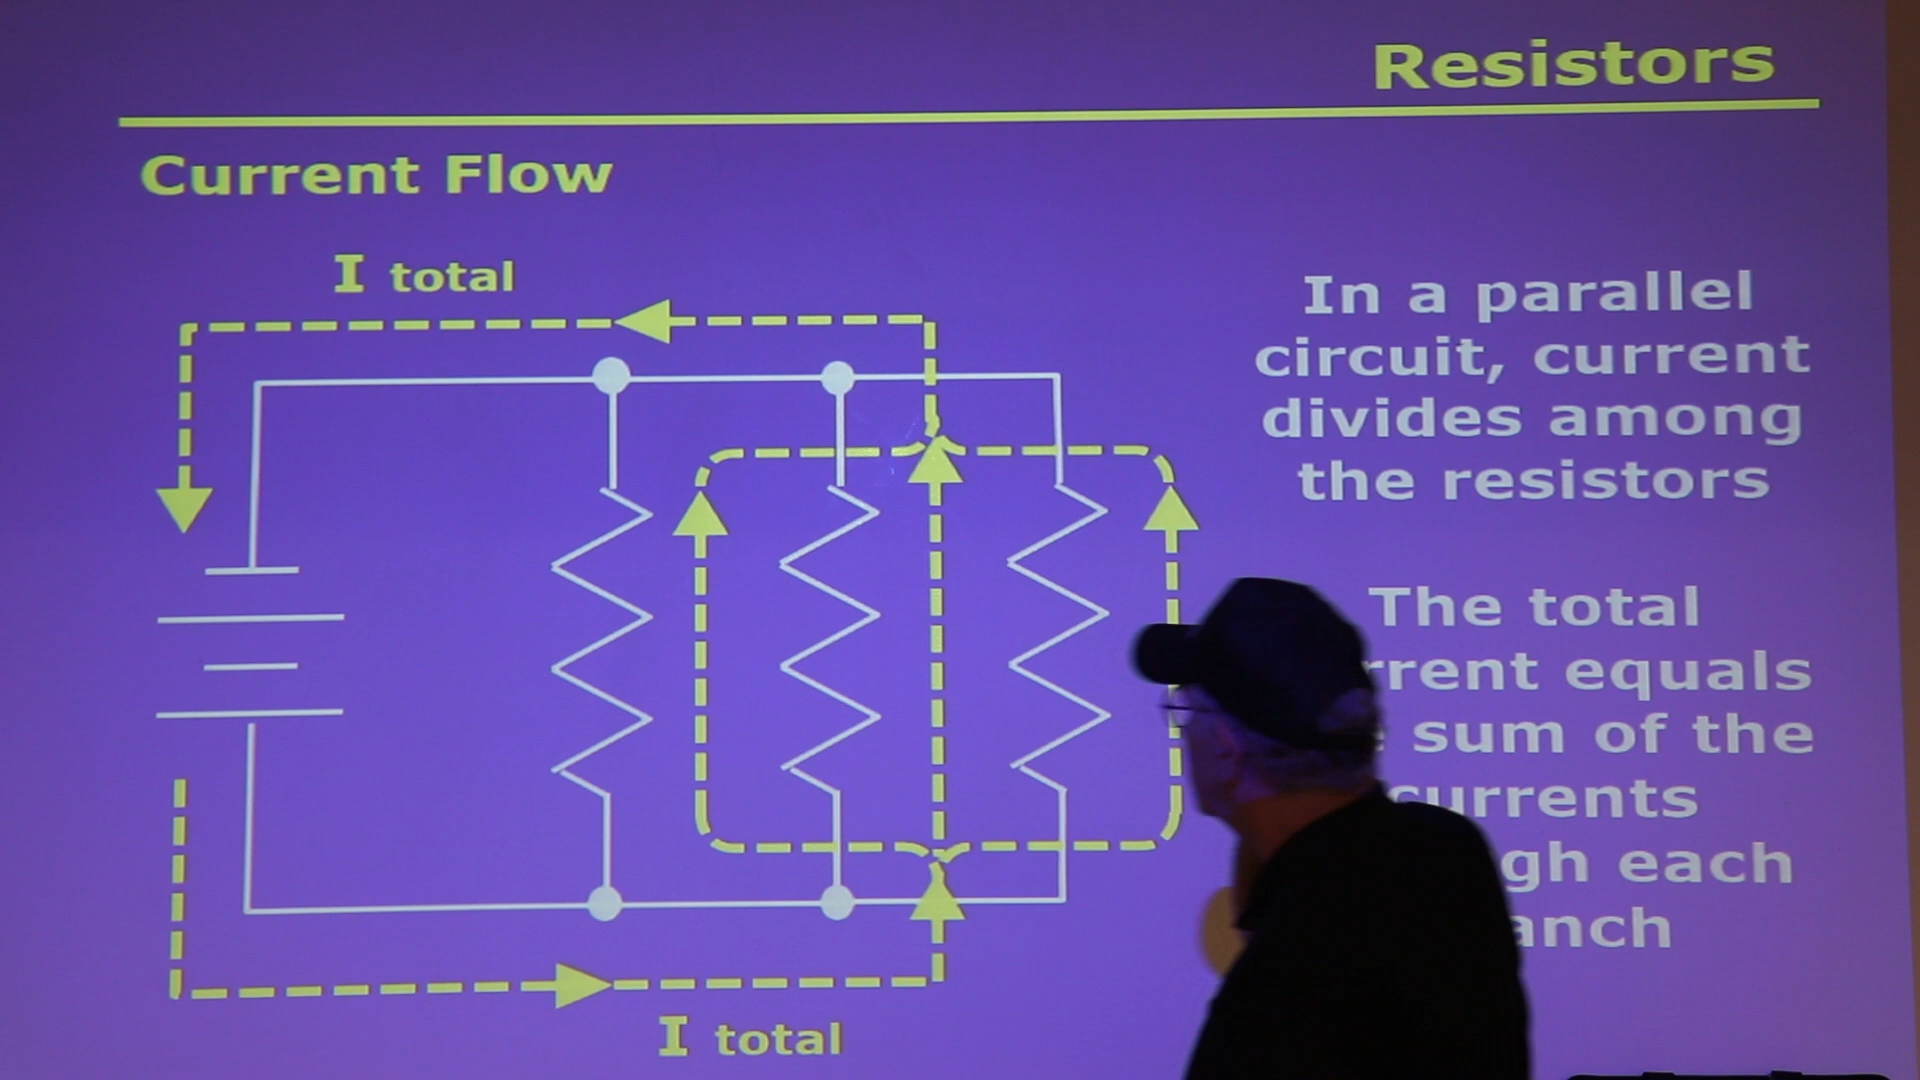 Resistors
Current Flow
I total
In a parallel
circuit, current
divides among
the resistors
The total
rrent equals
sum of the
currents
gh each
anch
I total